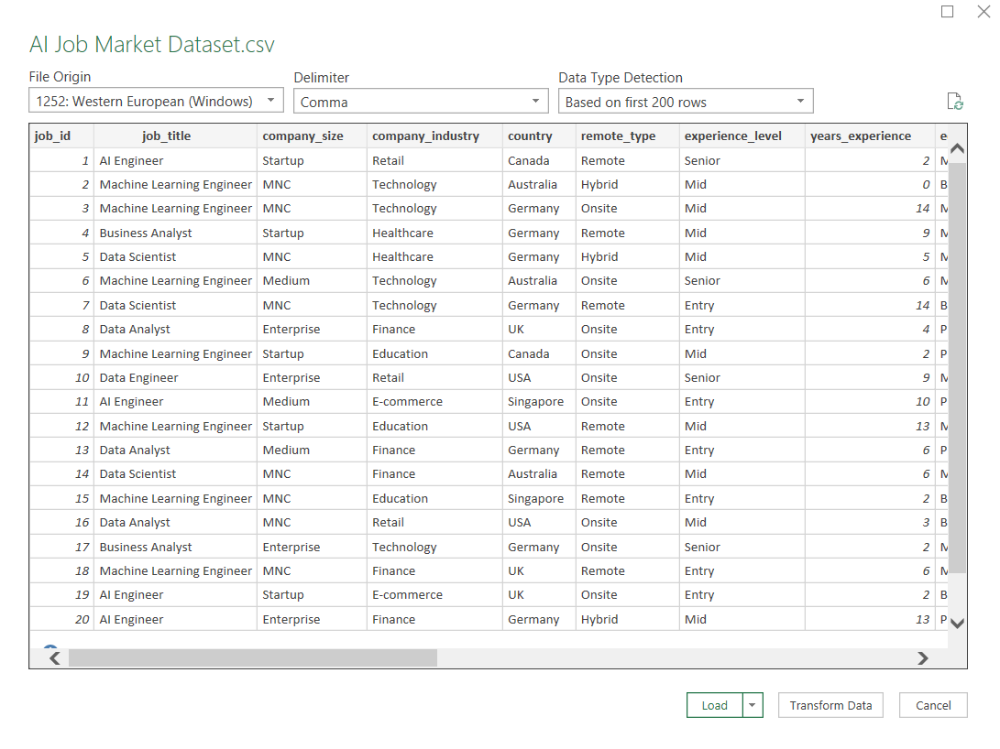 AI Job Market Dataset.csv
File Origin Delimiter Data Type Detection
1252: Western European (Windows) Comma Based on first 200 rows
job_id job_title company_size company_industry country remote_type experience_level years_experience e
1 AI Engineer Startup Retail Canada Remote Senior 2 M
2 Machine Learning Engineer MNC Technology Australia Hybrid Mid 0 B
3 Machine Learning Engineer MNC Technology Germany Onsite Mid 14 M
4 Business Analyst Startup Healthcare Germany Remote Mid 9 M
5 Data Scientist MNC Healthcare Germany Hybrid Mid 5 M
6 Machine Learning Engineer Medium Technology Australia Onsite Senior 6 M
7 Data Scientist MNC Technology Germany Remote Entry 14 B
8 Data Analyst Enterprise Finance UK Onsite Entry 4 P
9 Machine Learning Engineer Startup Education Canada Onsite Mid 2 P
10 Data Engineer Enterprise Retail USA Onsite Senior 9 M
11 AI Engineer Medium E-commerce Singapore Onsite Entry 10 P
12 Machine Learning Engineer Startup Education USA Remote Mid 13 M
13 Data Analyst Medium Finance Germany Remote Entry 6 P
14 Data Scientist MNC Finance Australia Remote Mid 6 M
15 Machine Learning Engineer MNC Education Singapore Remote Entry 2 B
16 Data Analyst MNC Retail USA Onsite Mid 3 B
17 Business Analyst Enterprise Technology Germany Onsite Senior 2 M
18 Machine Learning Engineer MNC Finance UK Remote Entry 6 M
19 AI Engineer Startup E-commerce UK Onsite Entry 2 B
20 AI Engineer Enterprise Finance Germany Hybrid Mid 13 P
Load Transform Data Cancel